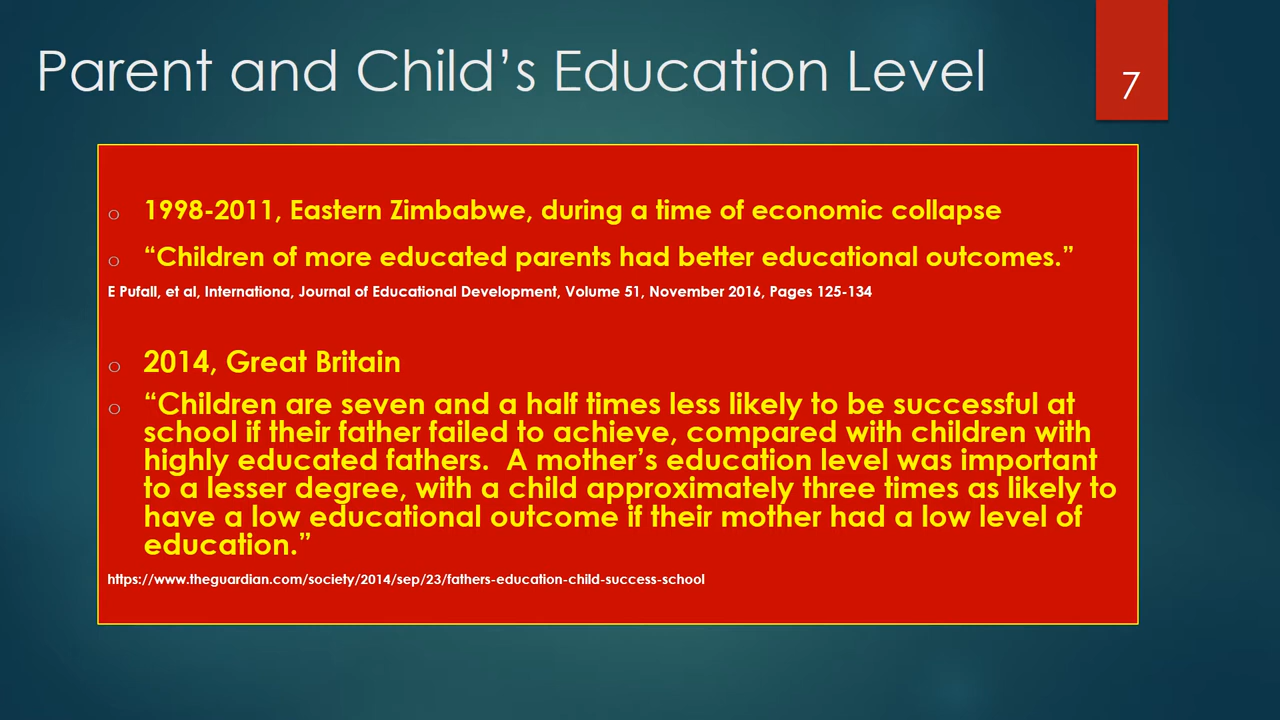 Parent and Child’s Education Level
7
o 1998-2011, Eastern Zimbabwe, during a time of economic collapse
o “Children of more educated parents had better educational outcomes.”
E Pufall, et al, Internationa, Journal of Educational Development, Volume 51, November 2016, Pages 125-134
o 2014, Great Britain
o “Children are seven and a half times less likely to be successful at
school if their father failed to achieve, compared with children with
highly educated fathers.  A mother’s education level was important
to a lesser degree, with a child approximately three times as likely to
have a low educational outcome if their mother had a low level of
education.”
https://www.theguardian.com/society/2014/sep/23/fathers-education-child-success-school